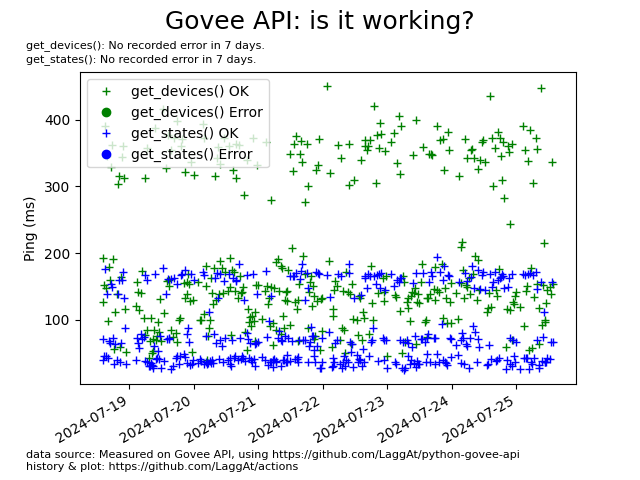 Govee API: is it working?
get_devices(): No recorded error in 7 days.
get_states(): No recorded error in 7 days.
get_devices() OK
get_devices() Error
get_states() OK
get_states() Error
Ping (ms)
400
300
200
100
2024-07-19
2024-07-20
2024-07-21
2024-07-22
2024-07-23
2024-07-24
2024-07-25
data source: Measured on Govee API, using https://github.com/LaggAt/python-govee-api
history & plot: https://github.com/LaggAt/actions